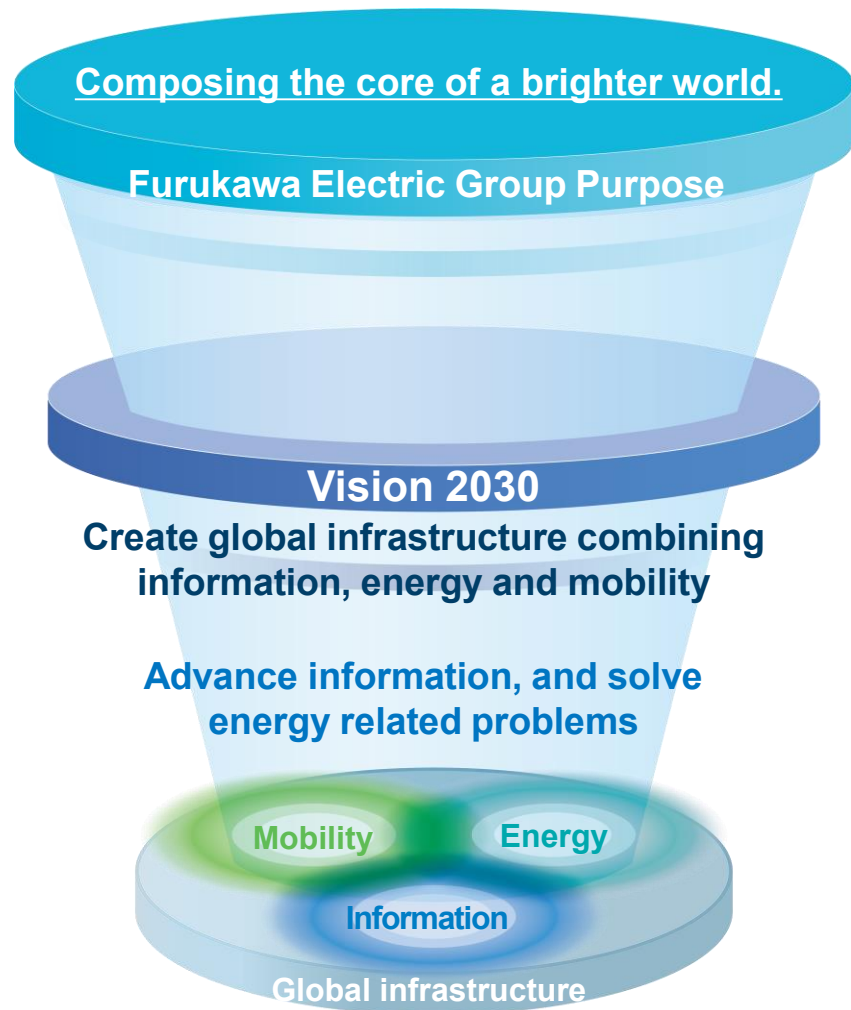 Composing the core of a brighter world.
Furukawa Electric Group Purpose
Vision 2030
Create global infrastructure combining
information, energy and mobility
Advance information, and solve
energy related problems
Mobility
Energy
Information
Global infrastructure